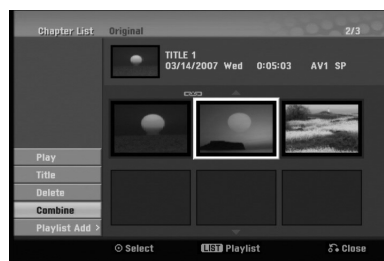 Chapter List Original 2/3
TITLE 1
03/14/2007 Wed 0:05:03 AV1 SP
Play
Title
Delete
Combine
Playlist Add >
Select LIST Playlist Close